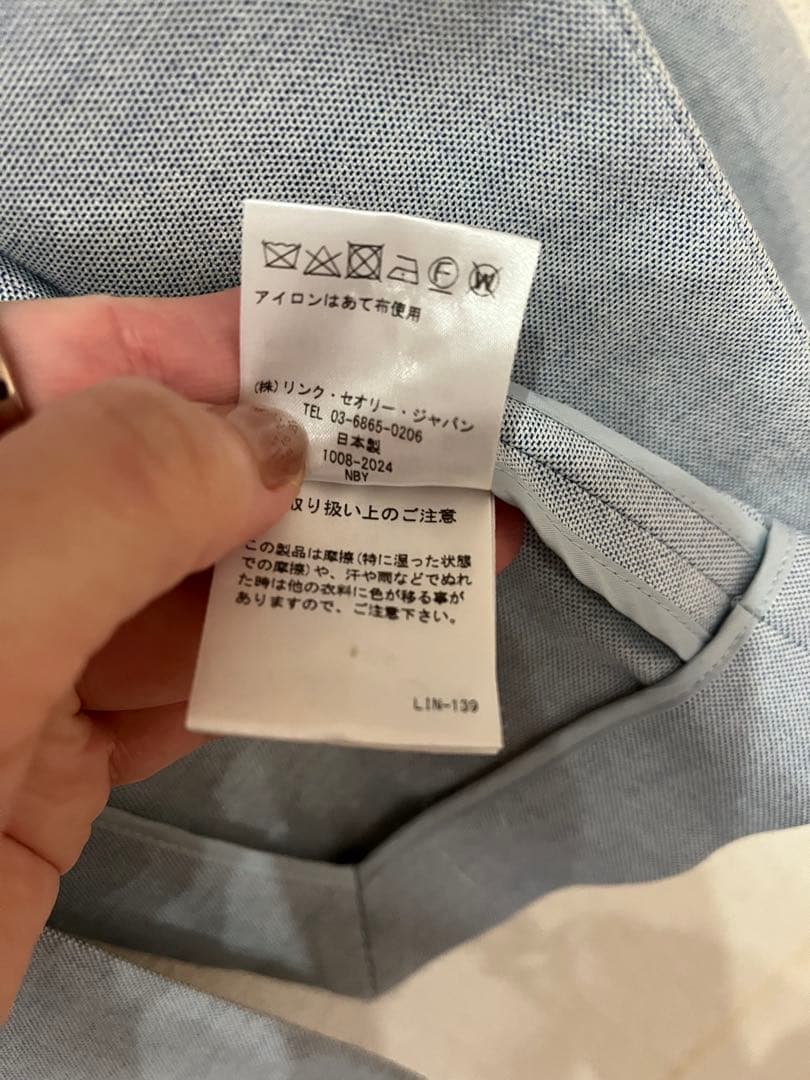 F W
アイロンはあて布使用
(株)リンク・セオリー・ジャパン
TEL 03-6865-0206
日本製
1008-2024
NBY
取り扱い上のご注意
この製品は摩擦(特に湿った状態
での摩擦)や、汗や雨などでぬれ
た時は他の衣料に色が移る事が
ありますので、ご注意下さい。
LIN-139